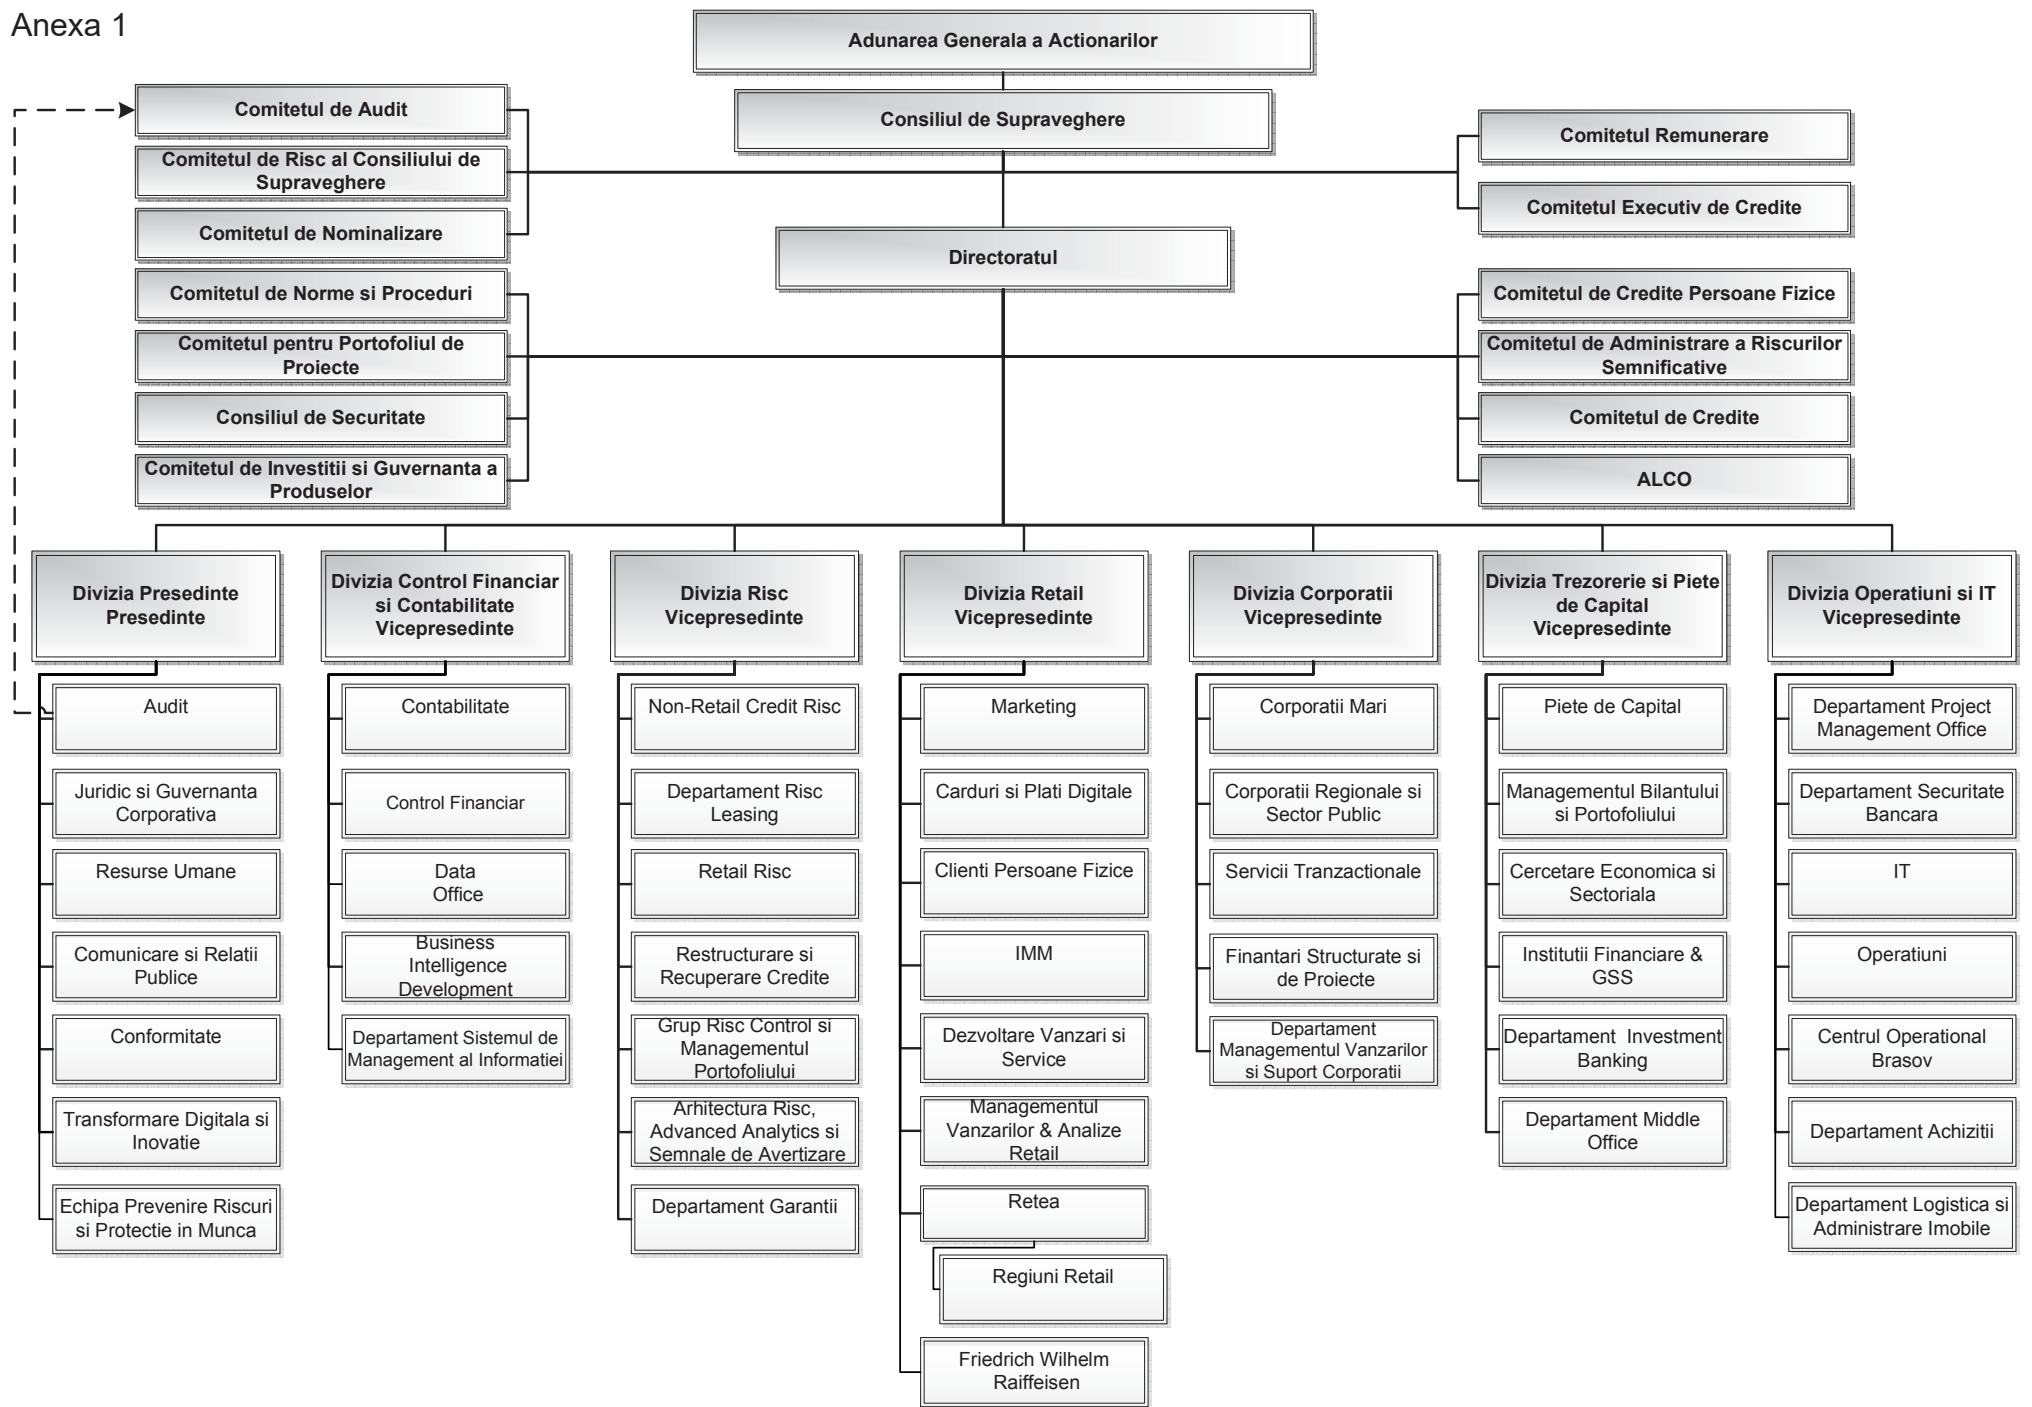 Anexa 1
Adunarea Generala a Actionarilor
Consiliul de Supraveghere
Comitetul de Audit
Comitetul de Risc al Consiliului de
Supraveghere
Comitetul de Nominalizare
Comitetul Remunerare
Comitetul Executiv de Credite
Directoratul
Comitetul de Norme si Proceduri
Comitetul pentru Portofoliul de
Proiecte
Consiliul de Securitate
Comitetul de Investitii si Guvernanta a
Produselor
Comitetul de Credite Persoane Fizice
Comitetul de Administrare a Riscurilor
Semnificative
Comitetul de Credite
ALCO
Divizia Presedinte
Presedinte
Audit
Juridic si Guvernanta
Corporativa
Resurse Umane
Comunicare si Relatii
Publice
Conformitate
Transformare Digitala si
Inovatie
Echipa Prevenire Riscuri
si Protectie in Munca
Divizia Control Financiar
si Contabilitate
Vicepresedinte
Contabilitate
Control Financiar
Data
Office
Business
Intelligence
Development
Departament Sistemul de
Management al Informatiei
Divizia Risc
Vicepresedinte
Non-Retail Credit Risc
Departament Risc
Leasing
Retail Risc
Restructurare si
Recuperare Credite
Grup Risc Control si
Managementul
Portofoliului
Arhitectura Risc,
Advanced Analytics si
Semnale de Avertizare
Departament Garantii
Divizia Retail
Vicepresedinte
Marketing
Carduri si Plati Digitale
Clienti Persoane Fizice
IMM
Dezvoltare Vanzari si
Service
Managementul
Vanzarilor & Analize
Retail
Retea
Regiuni Retail
Friedrich Wilhelm
Raiffeisen
Divizia Corporatii
Vicepresedinte
Corporatii Mari
Corporatii Regionale si
Sector Public
Servicii Tranzactionale
Finantari Structurate si
de Proiecte
Departament
Managementul Vanzarilor
si Suport Corporatii
Divizia Trezorerie si Piete
de Capital
Vicepresedinte
Piete de Capital
Managementul Bilantului
si Portofoliului
Cercetare Economica si
Sectoriala
Institutii Financiare &
GSS
Departament Investment
Banking
Departament Middle
Office
Divizia Operatiuni si IT
Vicepresedinte
Departament Project
Management Office
Departament Securitate
Bancara
IT
Operatiuni
Centrul Operational
Brasov
Departament Achizitii
Departament Logistica si
Administrare Imobile